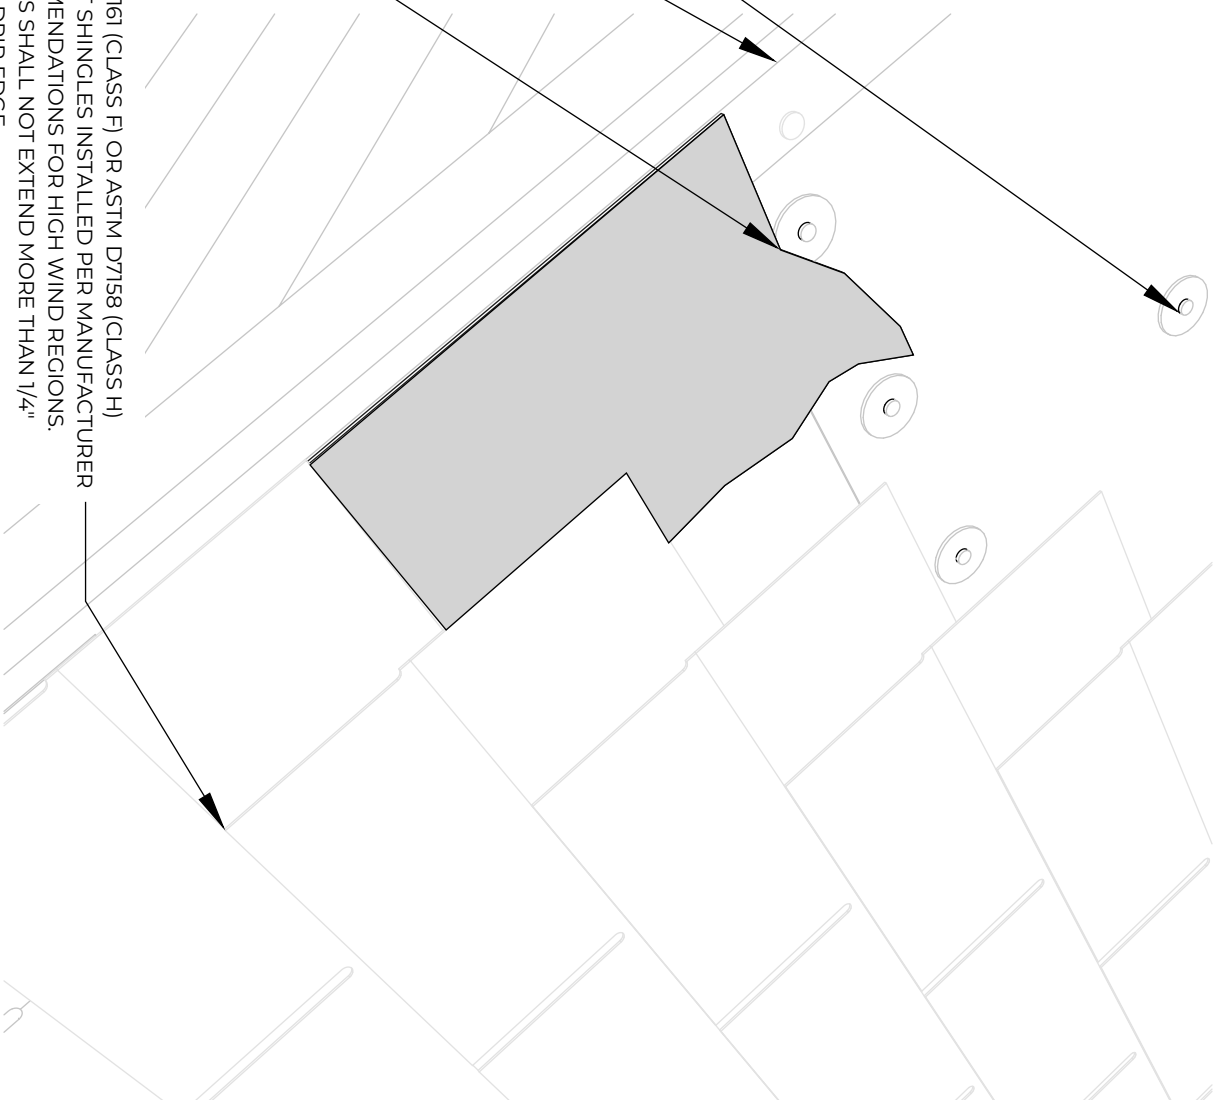 161 (CLASS F) OR ASTM D7158 (CLASS H)
SHINGLES INSTALLED PER MANUFACTURER
FOR HIGH WIND REGIONS.
SHALL NOT EXTEND MORE THAN 1/4"